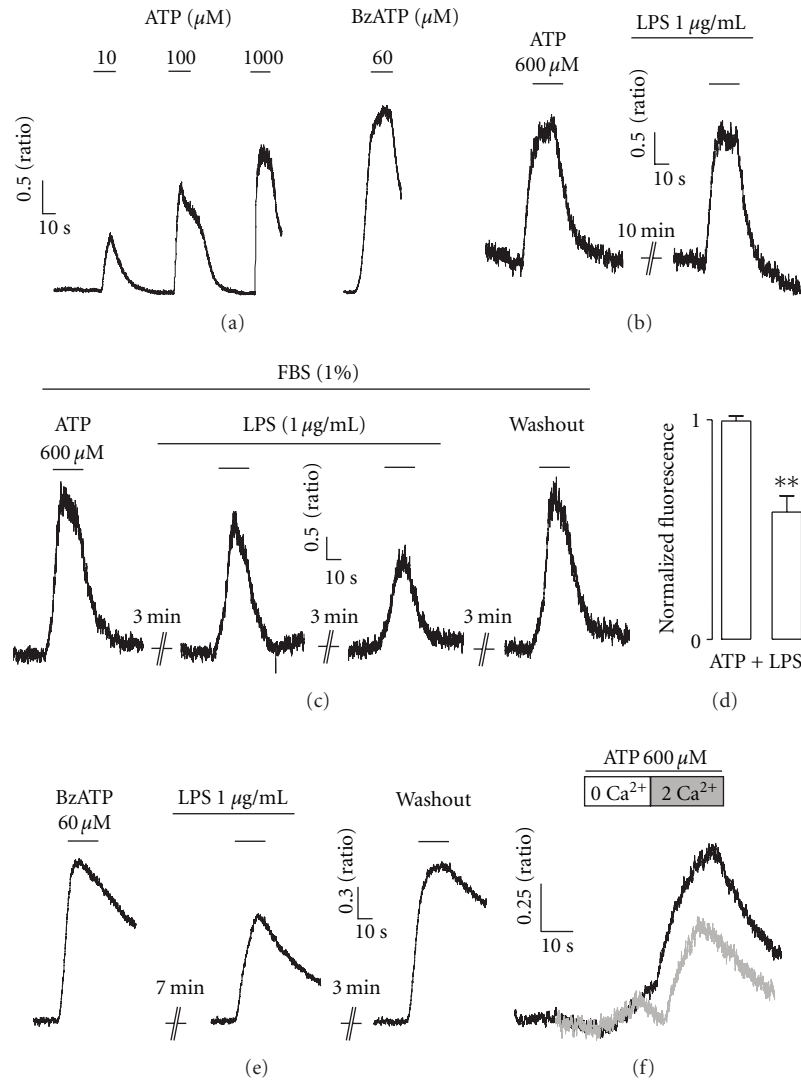 ATP (μM)
BzATP (μM)
10
100
1000
60
0.5 (ratio)
10 s
(a)
LPS 1 μg/mL
ATP
600 μM
0.5 (ratio)
10 s
10 min
(b)
FBS (1%)
ATP
600 μM
LPS (1 μg/mL)
Washout
0.5 (ratio)
10 s
3 min
3 min
3 min
(c)
Normalized fluorescence
1
0
**
ATP + LPS
(d)
BzATP
60 μM
LPS 1 μg/mL
Washout
0.3 (ratio)
10 s
7 min
3 min
(e)
ATP 600 μM
0 Ca²⁺
2 Ca²⁺
0.25 (ratio)
10 s
(f)